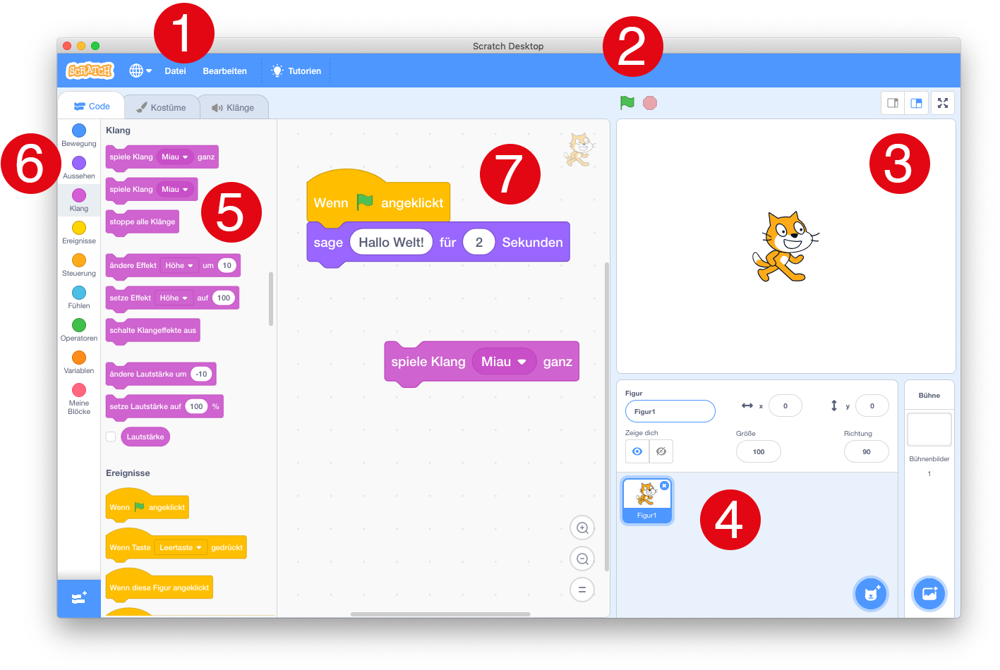 1
2
Scratch Desktop
SCRATCH
Datei
Bearbeiten
Tutorien
Code
Kostüme
Klänge
6
Bewegung
Aussehen
Klang
Ereignisse
Steuerung
Fühlen
Operatoren
Variablen
Meine
Blöcke
Klang
spiele Klang Miau ganz
spiele Klang Miau
5
stoppe alle Klänge
ändere Effekt Höhe um 10
setze Effekt Höhe auf 100
schalte Klangeffekte aus
ändere Lautstärke um -10
setze Lautstärke auf 100 %
Lautstärke
Ereignisse
Wenn angeklickt
Wenn Taste Leertaste gedrückt
Wenn diese Figur angeklickt
7
Wenn angeklickt
sage Hallo Welt! für 2 Sekunden
spiele Klang Miau ganz
3
Figur
Figur1
x 0
y 0
Zeige dich
Größe
100
Richtung
90
Figur1
4
Bühne
Bühnenbilder
1